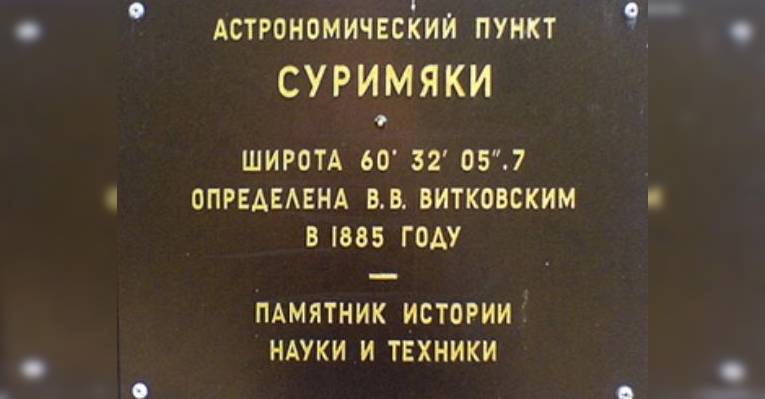 АСТРОНОМИЧЕСКИЙ ПУНКТ
СУРИМЯКИ
ШИРОТА 60° 32′ 05″.7
ОПРЕДЕЛЕНА В.В. ВИТКОВСКИМ
В 1885 ГОДУ
—
ПАМЯТНИК ИСТОРИИ
НАУКИ И ТЕХНИКИ